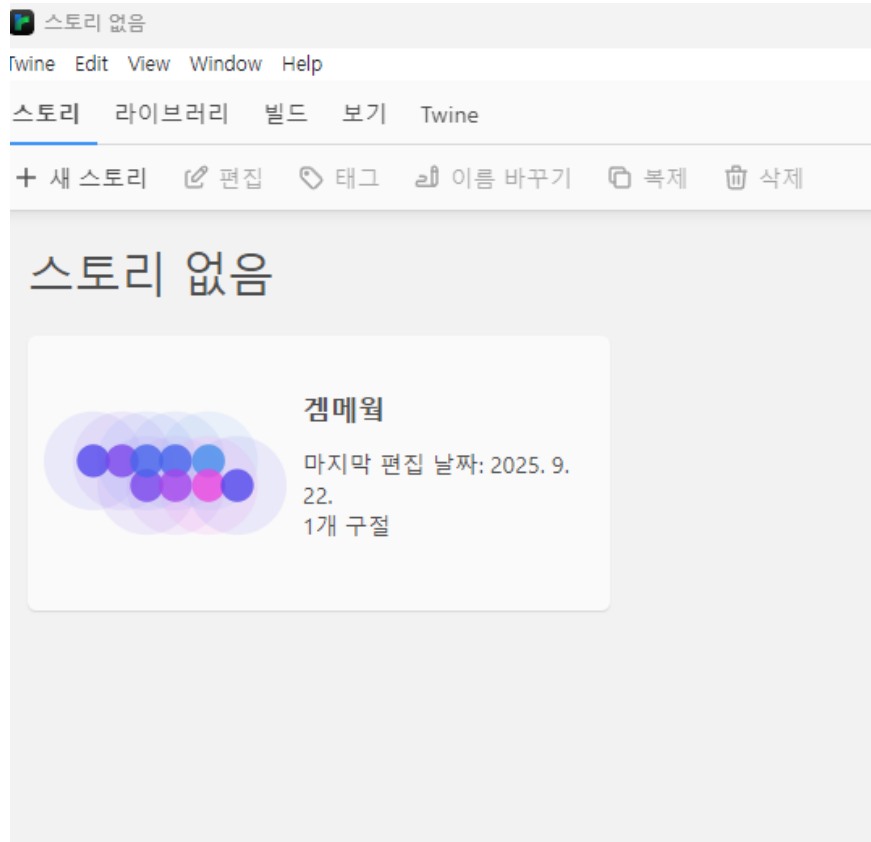 스토리 없음
Twine Edit View Window Help
스토리 라이브러리 빌드 보기 Twine
새 스토리 편집 태그 이름 바꾸기 복제 삭제
스토리 없음
겜메웤
마지막 편집 날짜: 2025. 9.
22.
1개 구절